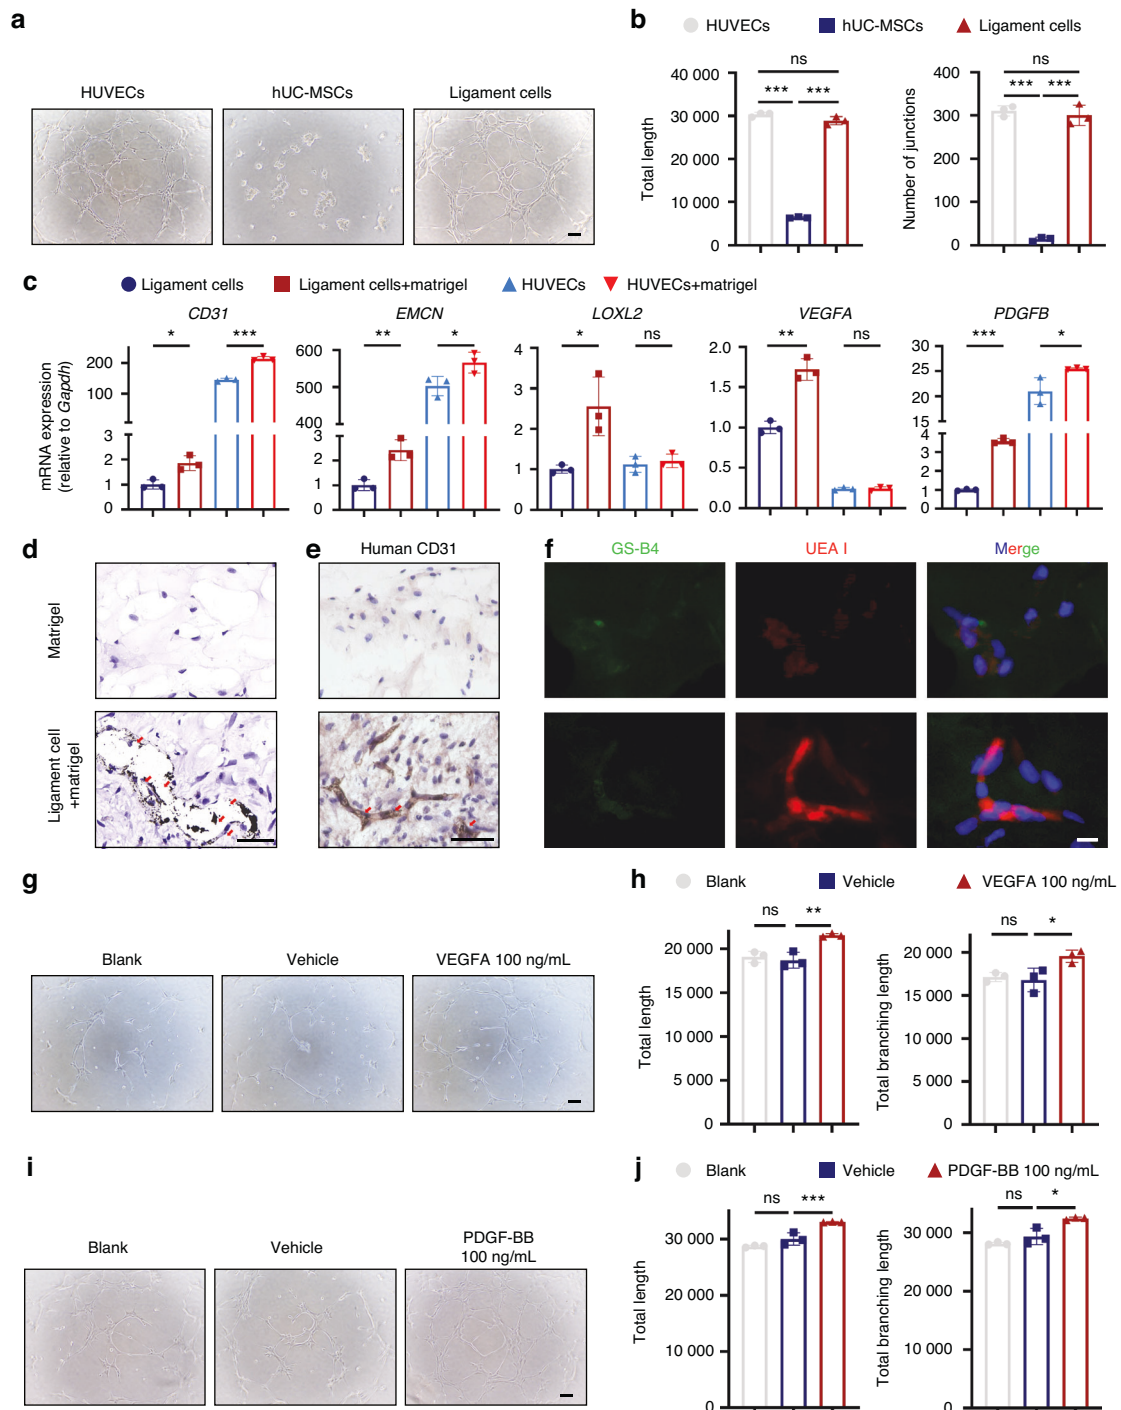 a
HUVECs
hUC-MSCs
Ligament cells
b
HUVECs
hUC-MSCs
Ligament cells
Total length
40 000
30 000
20 000
10 000
0
ns
***
***
Number of junctions
400
300
200
100
0
ns
***
***
c
Ligament cells
Ligament cells+matrigel
HUVECs
HUVECs+matrigel
mRNA expression
(relative to Gapdh)
CD31
*
***
200
100
3
2
1
0
EMCN
**
*
600
500
400
3
2
1
0
LOXL2
*
ns
4
3
2
1
0
VEGFA
**
ns
2.0
1.5
1.0
0.5
0.0
PDGFB
***
*
30
25
20
15
4
3
2
1
0
d
Matrigel
Ligament cell
+matrigel
e
Human CD31
f
GS-B4
UEA I
Merge
g
Blank
Vehicle
VEGFA 100 ng/mL
h
Blank
Vehicle
VEGFA 100 ng/mL
Total length
20 000
15 000
10 000
5 000
0
ns
**
Total branching length
20 000
15 000
10 000
5 000
0
ns
*
i
Blank
Vehicle
PDGF-BB
100 ng/mL
j
Blank
Vehicle
PDGF-BB 100 ng/mL
Total length
30 000
20 000
10 000
0
ns
***
Total branching length
30 000
20 000
10 000
0
ns
*